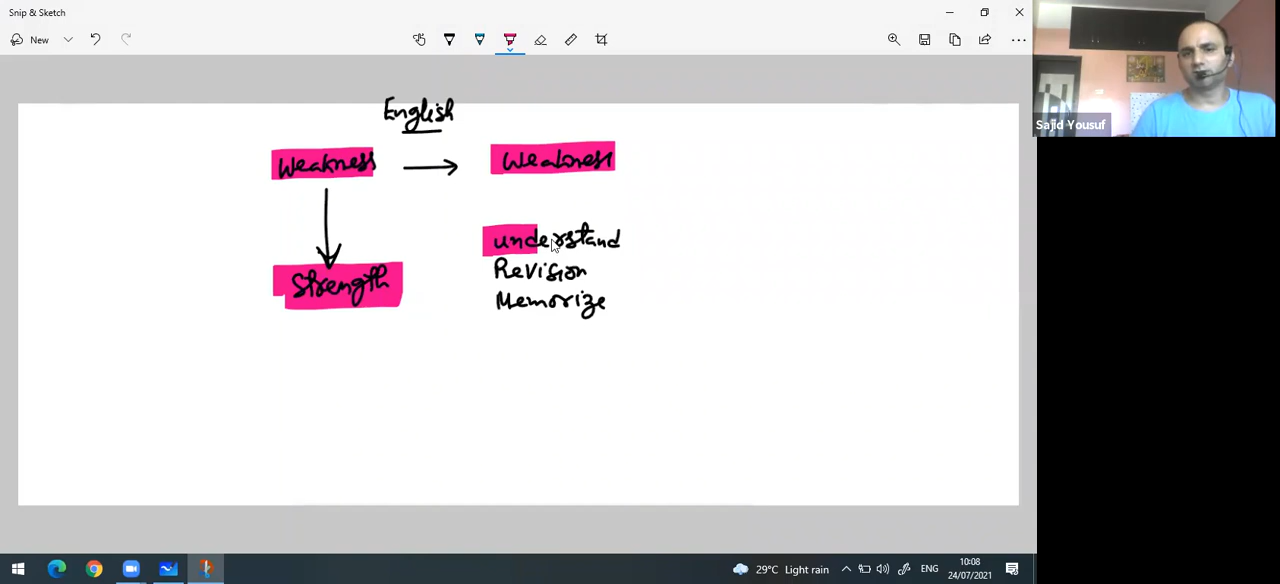 Snip & Sketch
New
English
Weakness → Weakness
understand
Strength
Revision
Memorize
Sajid Yousuf
29°C Light rain
ENG
10:08
24/07/2021